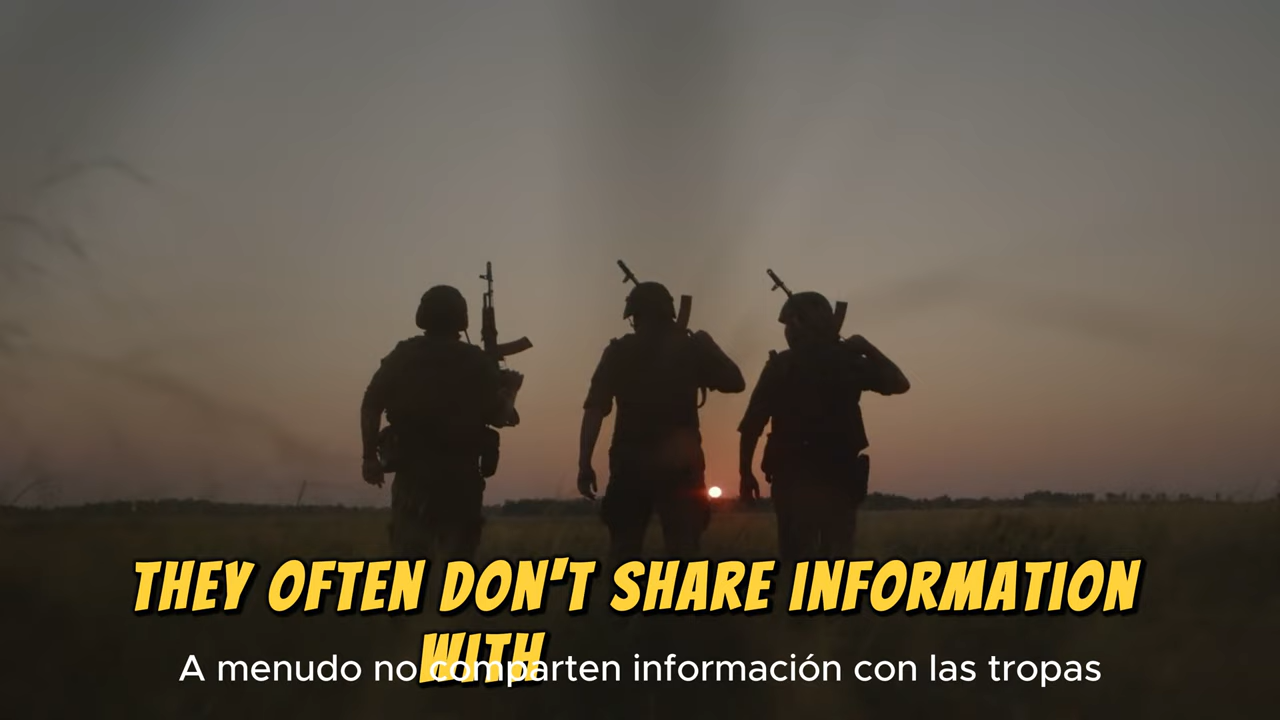 THEY OFTEN DON'T SHARE INFORMATION
WITH
A menudo no comparten información con las tropas